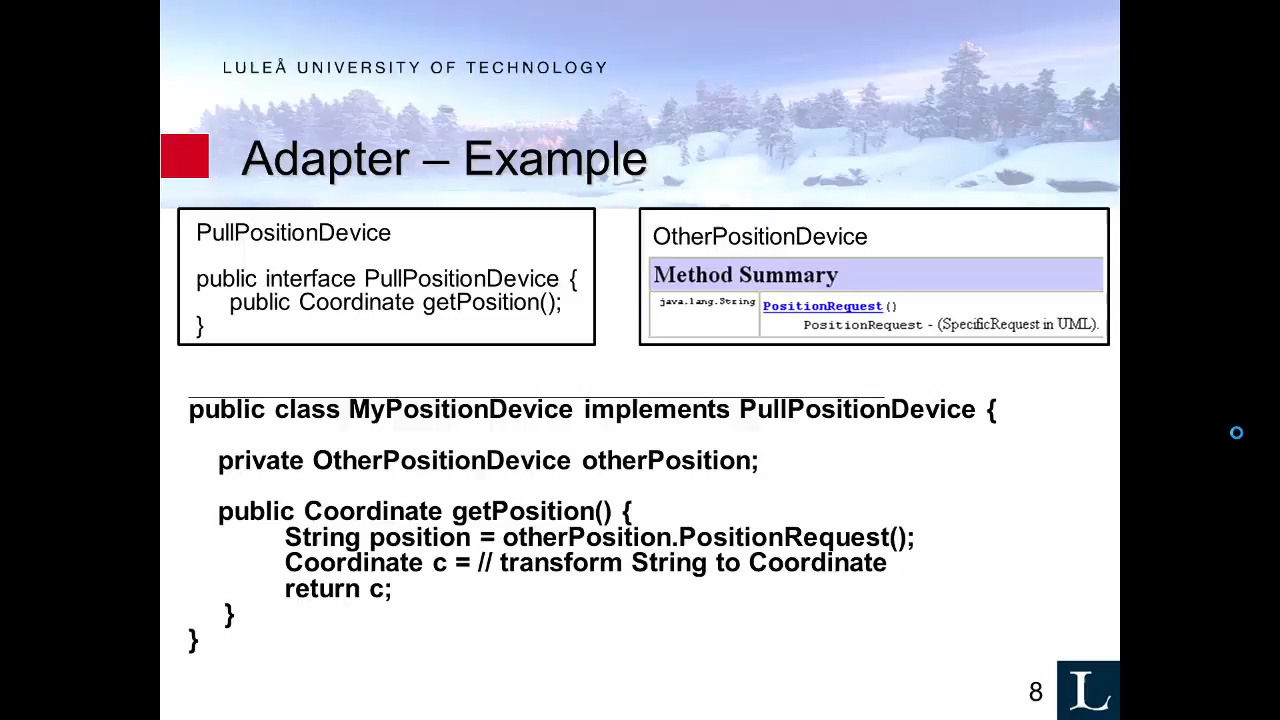 LULEÅ UNIVERSITY OF TECHNOLOGY
Adapter – Example
PullPositionDevice
public interface PullPositionDevice {
public Coordinate getPosition();
}
OtherPositionDevice
Method Summary
java.lang.String PositionRequest()
PositionRequest - (SpecificRequest in UML).
public class MyPositionDevice implements PullPositionDevice {
private OtherPositionDevice otherPosition;
public Coordinate getPosition() {
String position = otherPosition.PositionRequest();
Coordinate c = // transform String to Coordinate
return c;
}
}
8
L